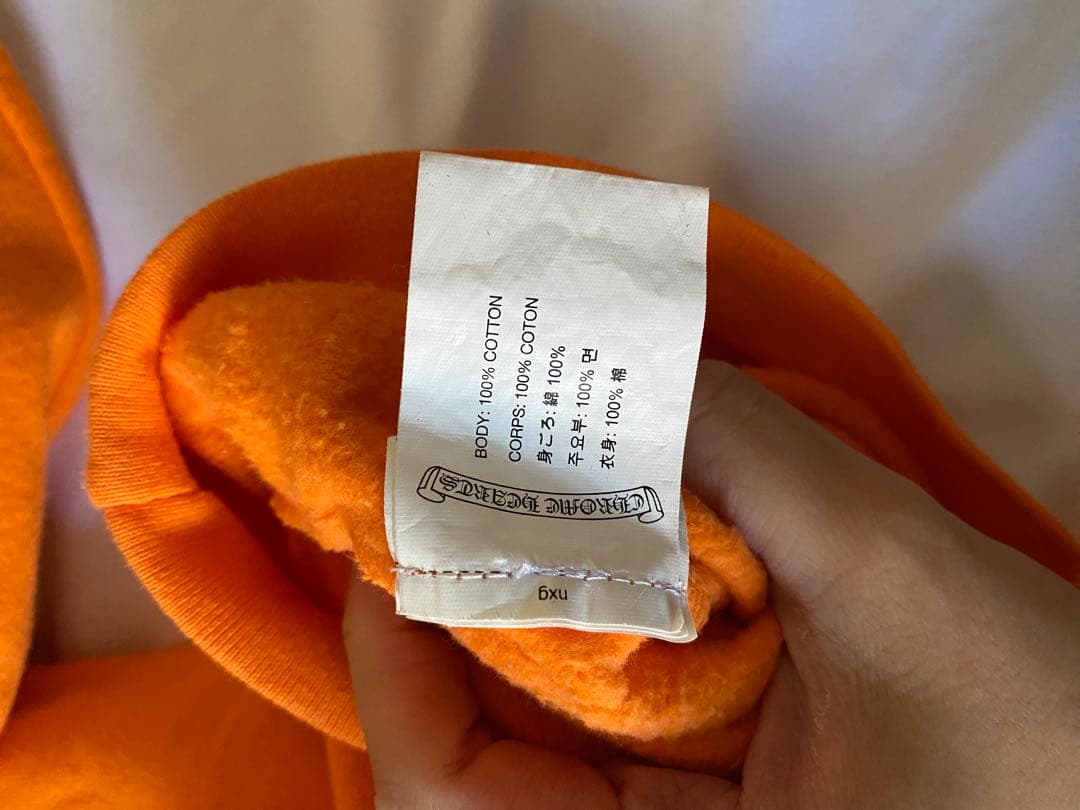 BODY: 100% COTTON
CORPS: 100% COTON
身ごろ: 綿 100%
주요부: 100% 면
衣身: 100% 棉
CHROME HEARTS
nxg